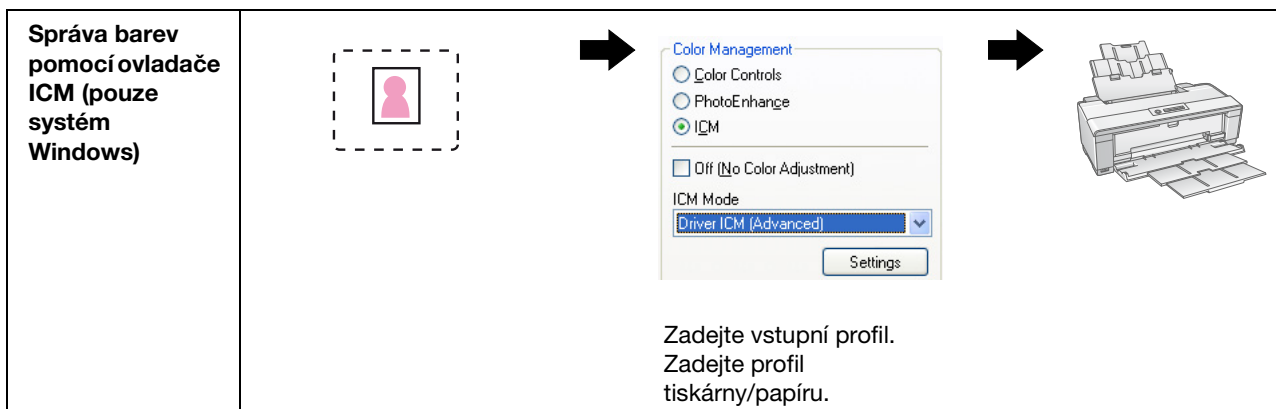 Správa barev
pomocí ovladače
ICM (pouze
systém
Windows)
Color Management
Color Controls
PhotoEnhance
ICM
Off (No Color Adjustment)
ICM Mode
Driver ICM (Advanced)
Settings
Zadejte vstupní profil.
Zadejte profil
tiskárny/papíru.